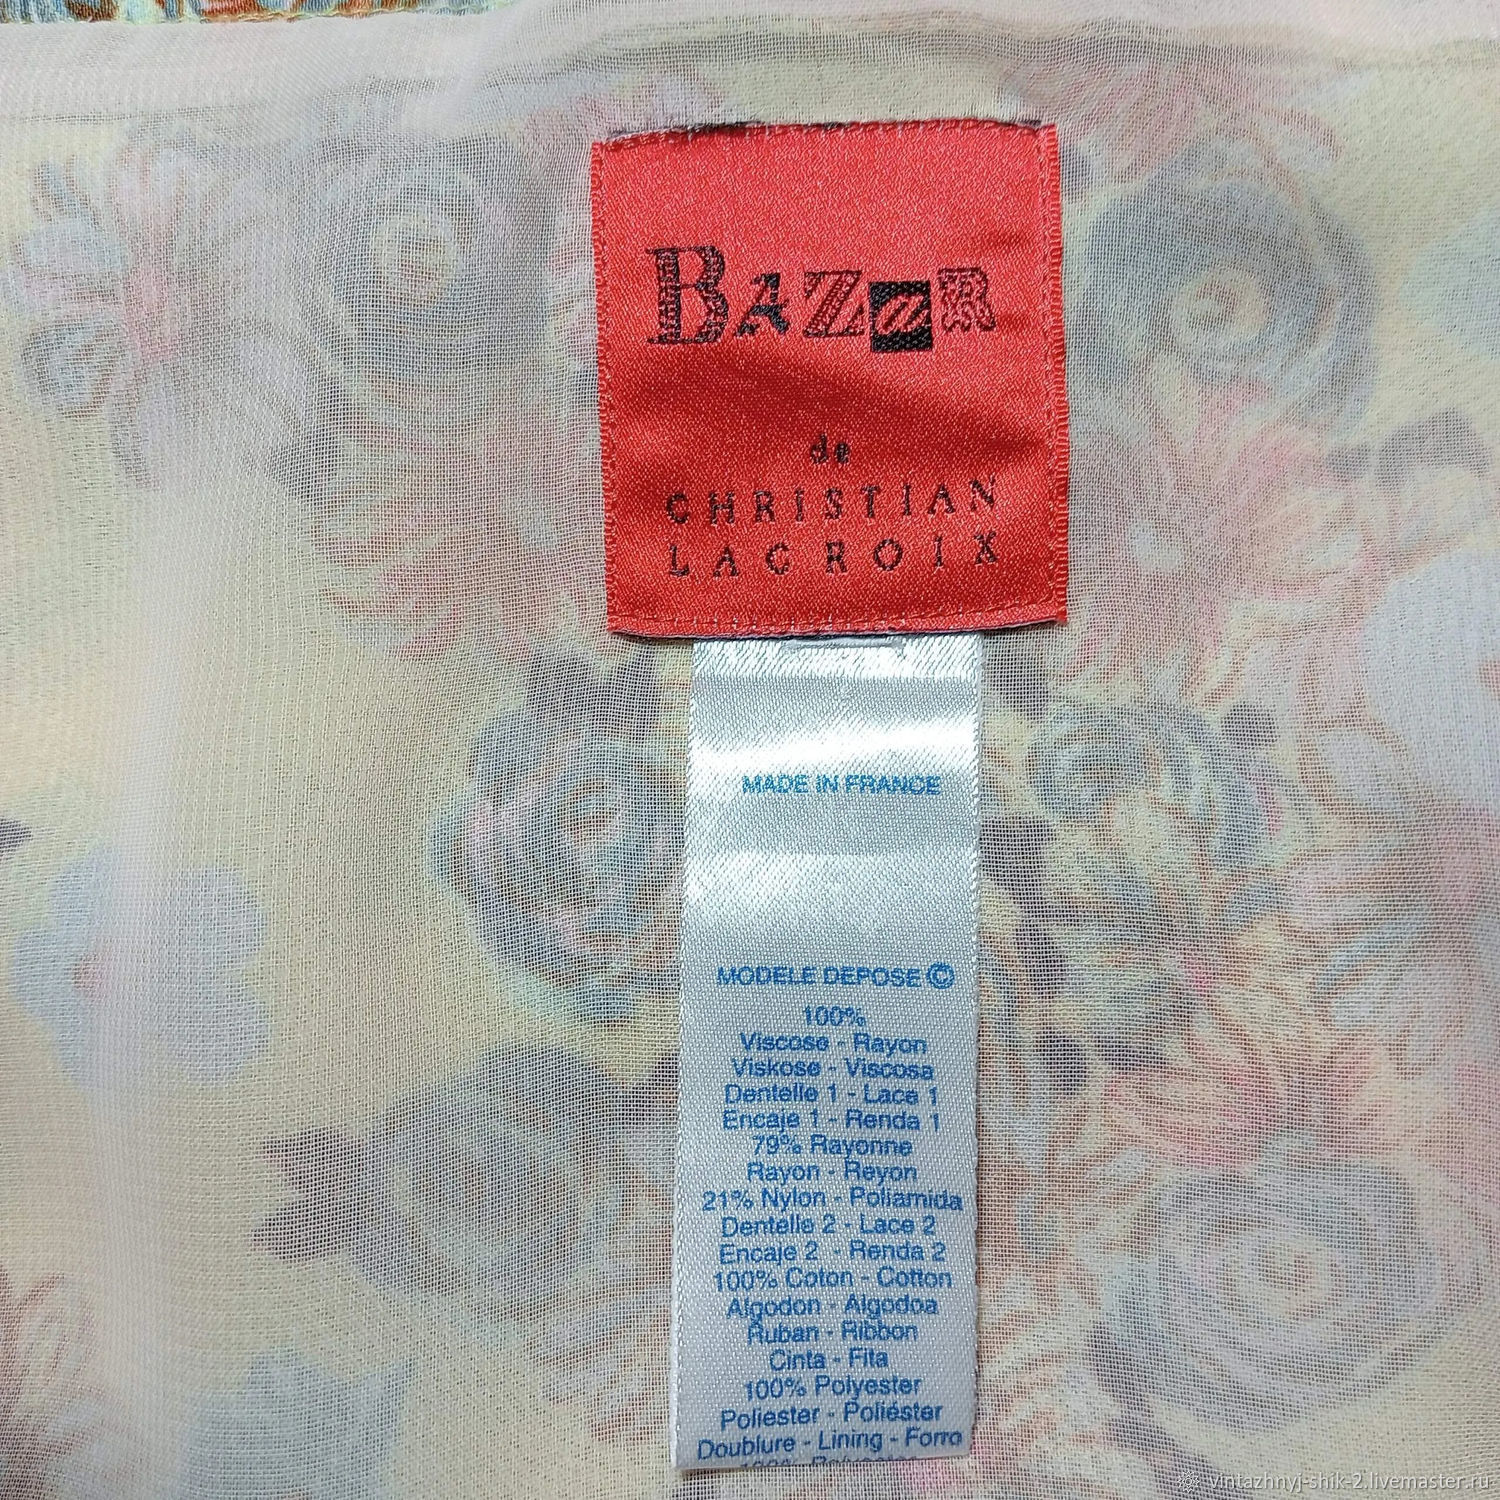 BAZaR
de
CHRISTIAN
LACROIX
MADE IN FRANCE
MODELE DEPOSE ©
100%
Viscose - Rayon
Viskose - Viscosa
Dentelle 1 - Lace 1
Encaje 1 - Renda 1
79% Rayonne
Rayon - Reyon
21% Nylon - Poliamida
Dentelle 2 - Lace 2
Encaje 2 - Renda 2
100% Coton - Cotton
Algodon - Algodoa
Ruban - Ribbon
Cinta - Fita
100% Polyester
Poliester - Poliéster
Doublure - Lining - Forro
100% Polyester
vintazhnyj-shik-2.livemaster.ru